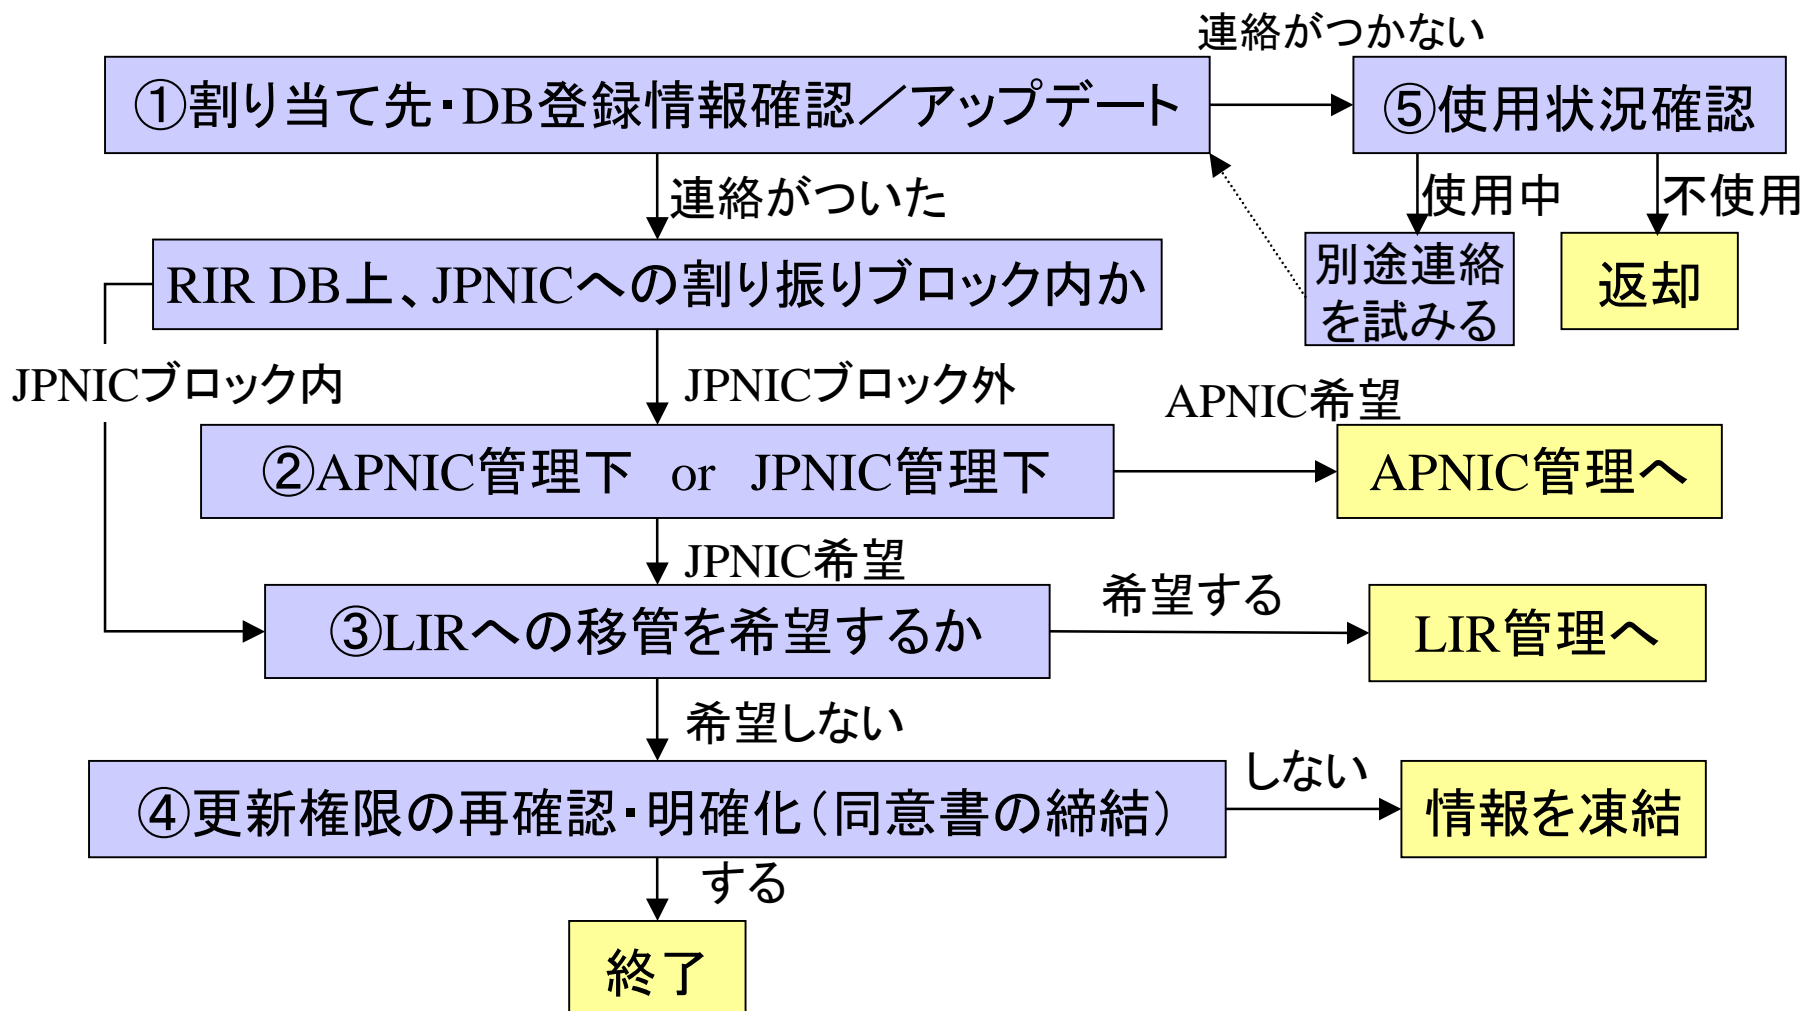 連絡がつかない
①割り当て先・DB登録情報確認／アップデート
⑤使用状況確認
連絡がついた
使用中
不使用
RIR DB上、JPNICへの割り振りブロック内か
別途連絡
を試みる
返却
JPNICブロック内
JPNICブロック外
APNIC希望
②APNIC管理下　or　JPNIC管理下
APNIC管理へ
JPNIC希望
③LIRへの移管を希望するか
希望する
LIR管理へ
希望しない
④更新権限の再確認・明確化（同意書の締結）
しない
情報を凍結
する
終了